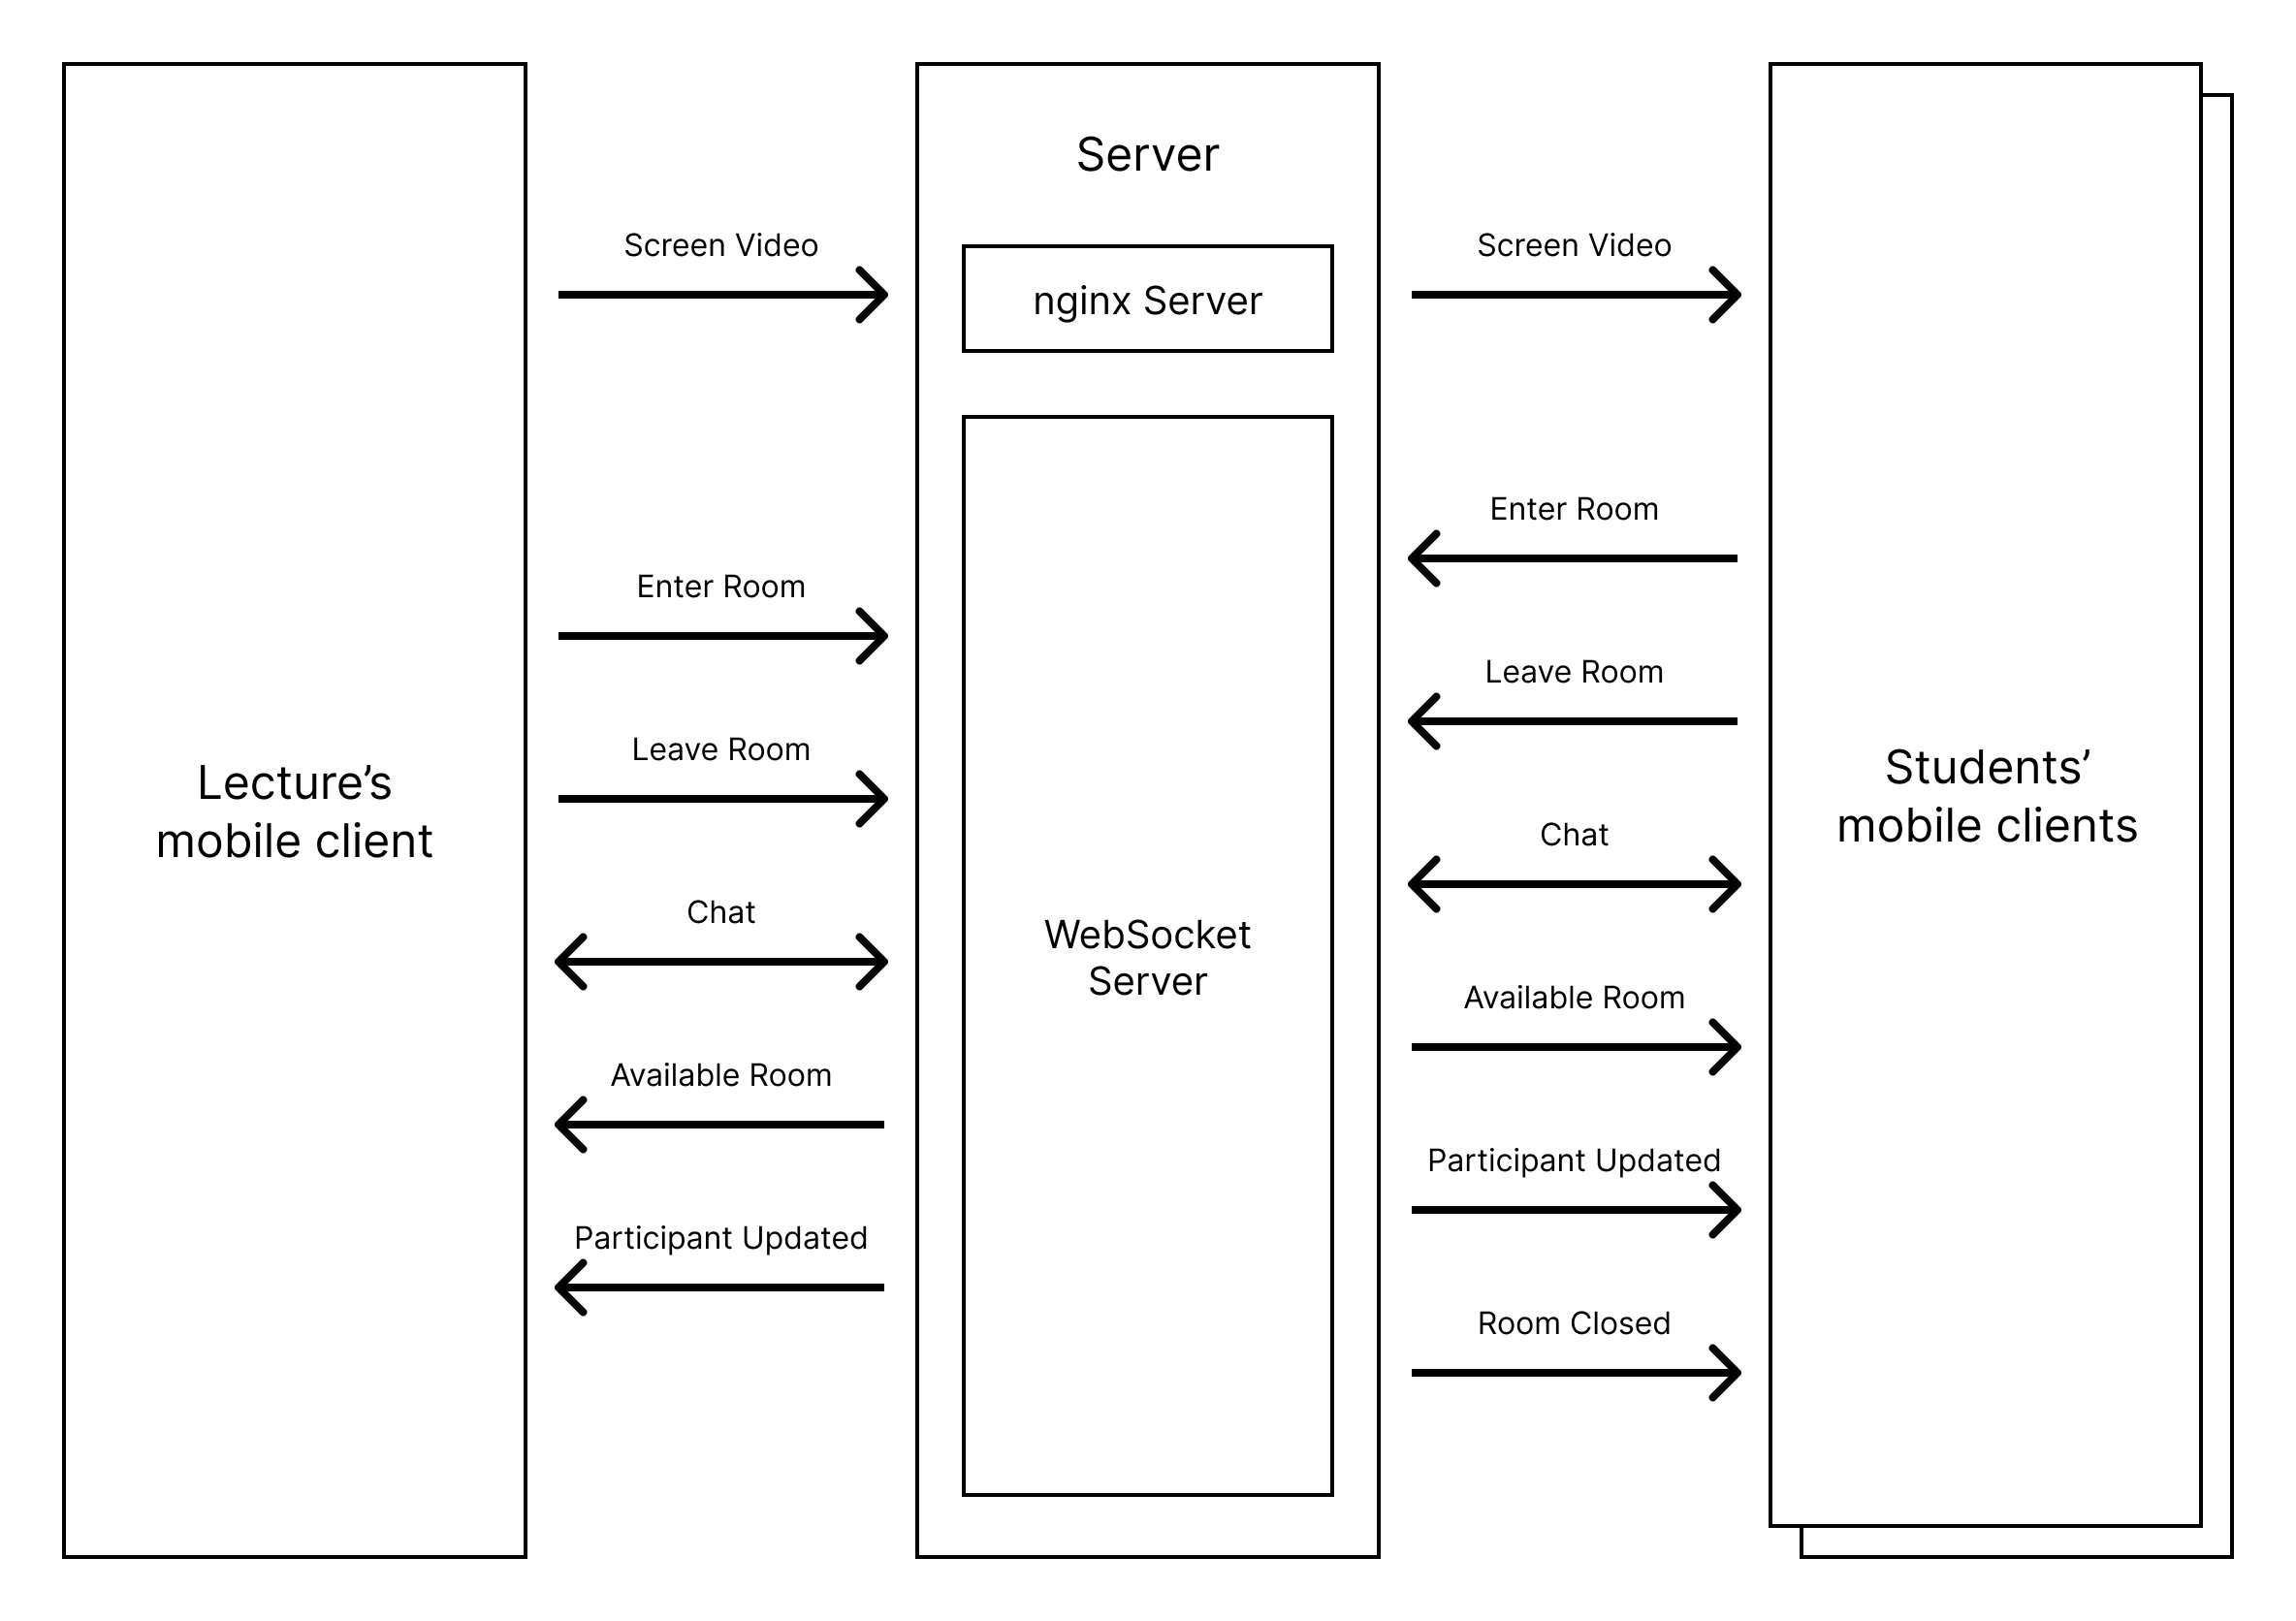 Server
Screen Video
nginx Server
Screen Video
Enter Room
Leave Room
Chat
Available Room
Participant Updated
Lecture’s
mobile client
WebSocket
Server
Enter Room
Leave Room
Chat
Available Room
Participant Updated
Room Closed
Students’
mobile clients